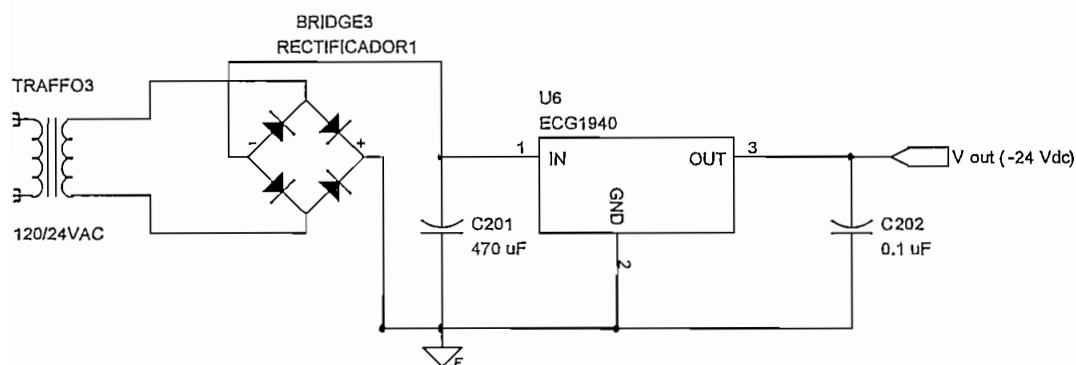 BRIDGE3
RECTIFICADOR1
TRAFFO3
120/24VAC
-
+
U6
ECG1940
1
IN
OUT
3
GND
2
V out (-24 Vdc)
C201
470 uF
C202
0.1 uF